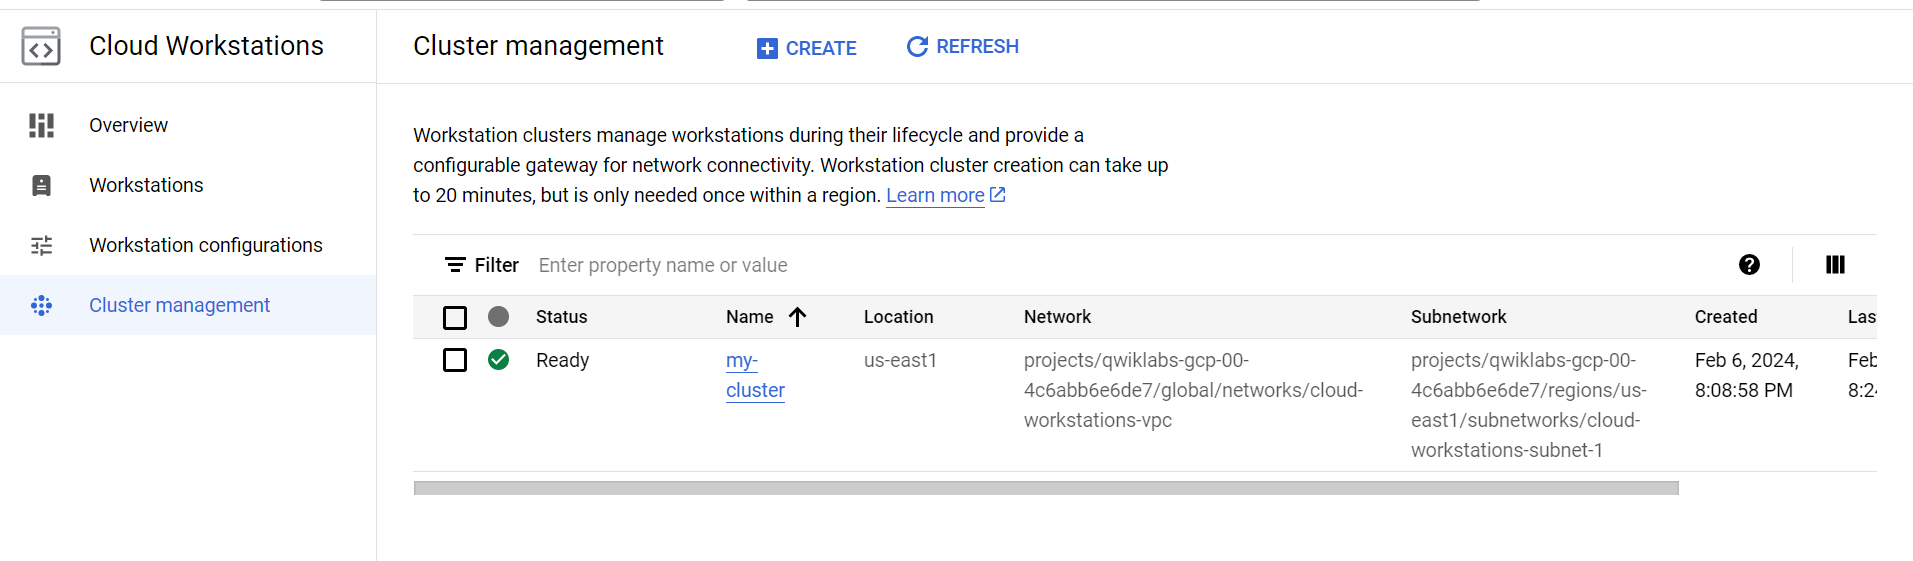 Cloud Workstations
Overview
Workstations
Workstation configurations
Cluster management
Cluster management
CREATE
REFRESH
Workstation clusters manage workstations during their lifecycle and provide a
configurable gateway for network connectivity. Workstation cluster creation can take up
to 20 minutes, but is only needed once within a region. Learn more
Filter Enter property name or value
Status Name Location Network Subnetwork Created Las
Ready my- us-east1 projects/qwiklabs-gcp-00- projects/qwiklabs-gcp-00- Feb 6, 2024, Feb
cluster 4c6abb6e6de7/global/networks/cloud- 4c6abb6e6de7/regions/us- 8:08:58 PM 8:24
workstations-vpc east1/subnetworks/cloud-
workstations-subnet-1